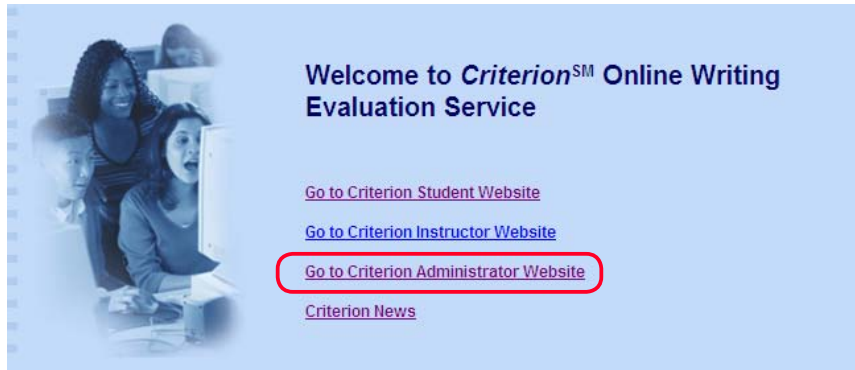 Welcome to Criterion℠ Online Writing
Evaluation Service
Go to Criterion Student Website
Go to Criterion Instructor Website
Go to Criterion Administrator Website
Criterion News